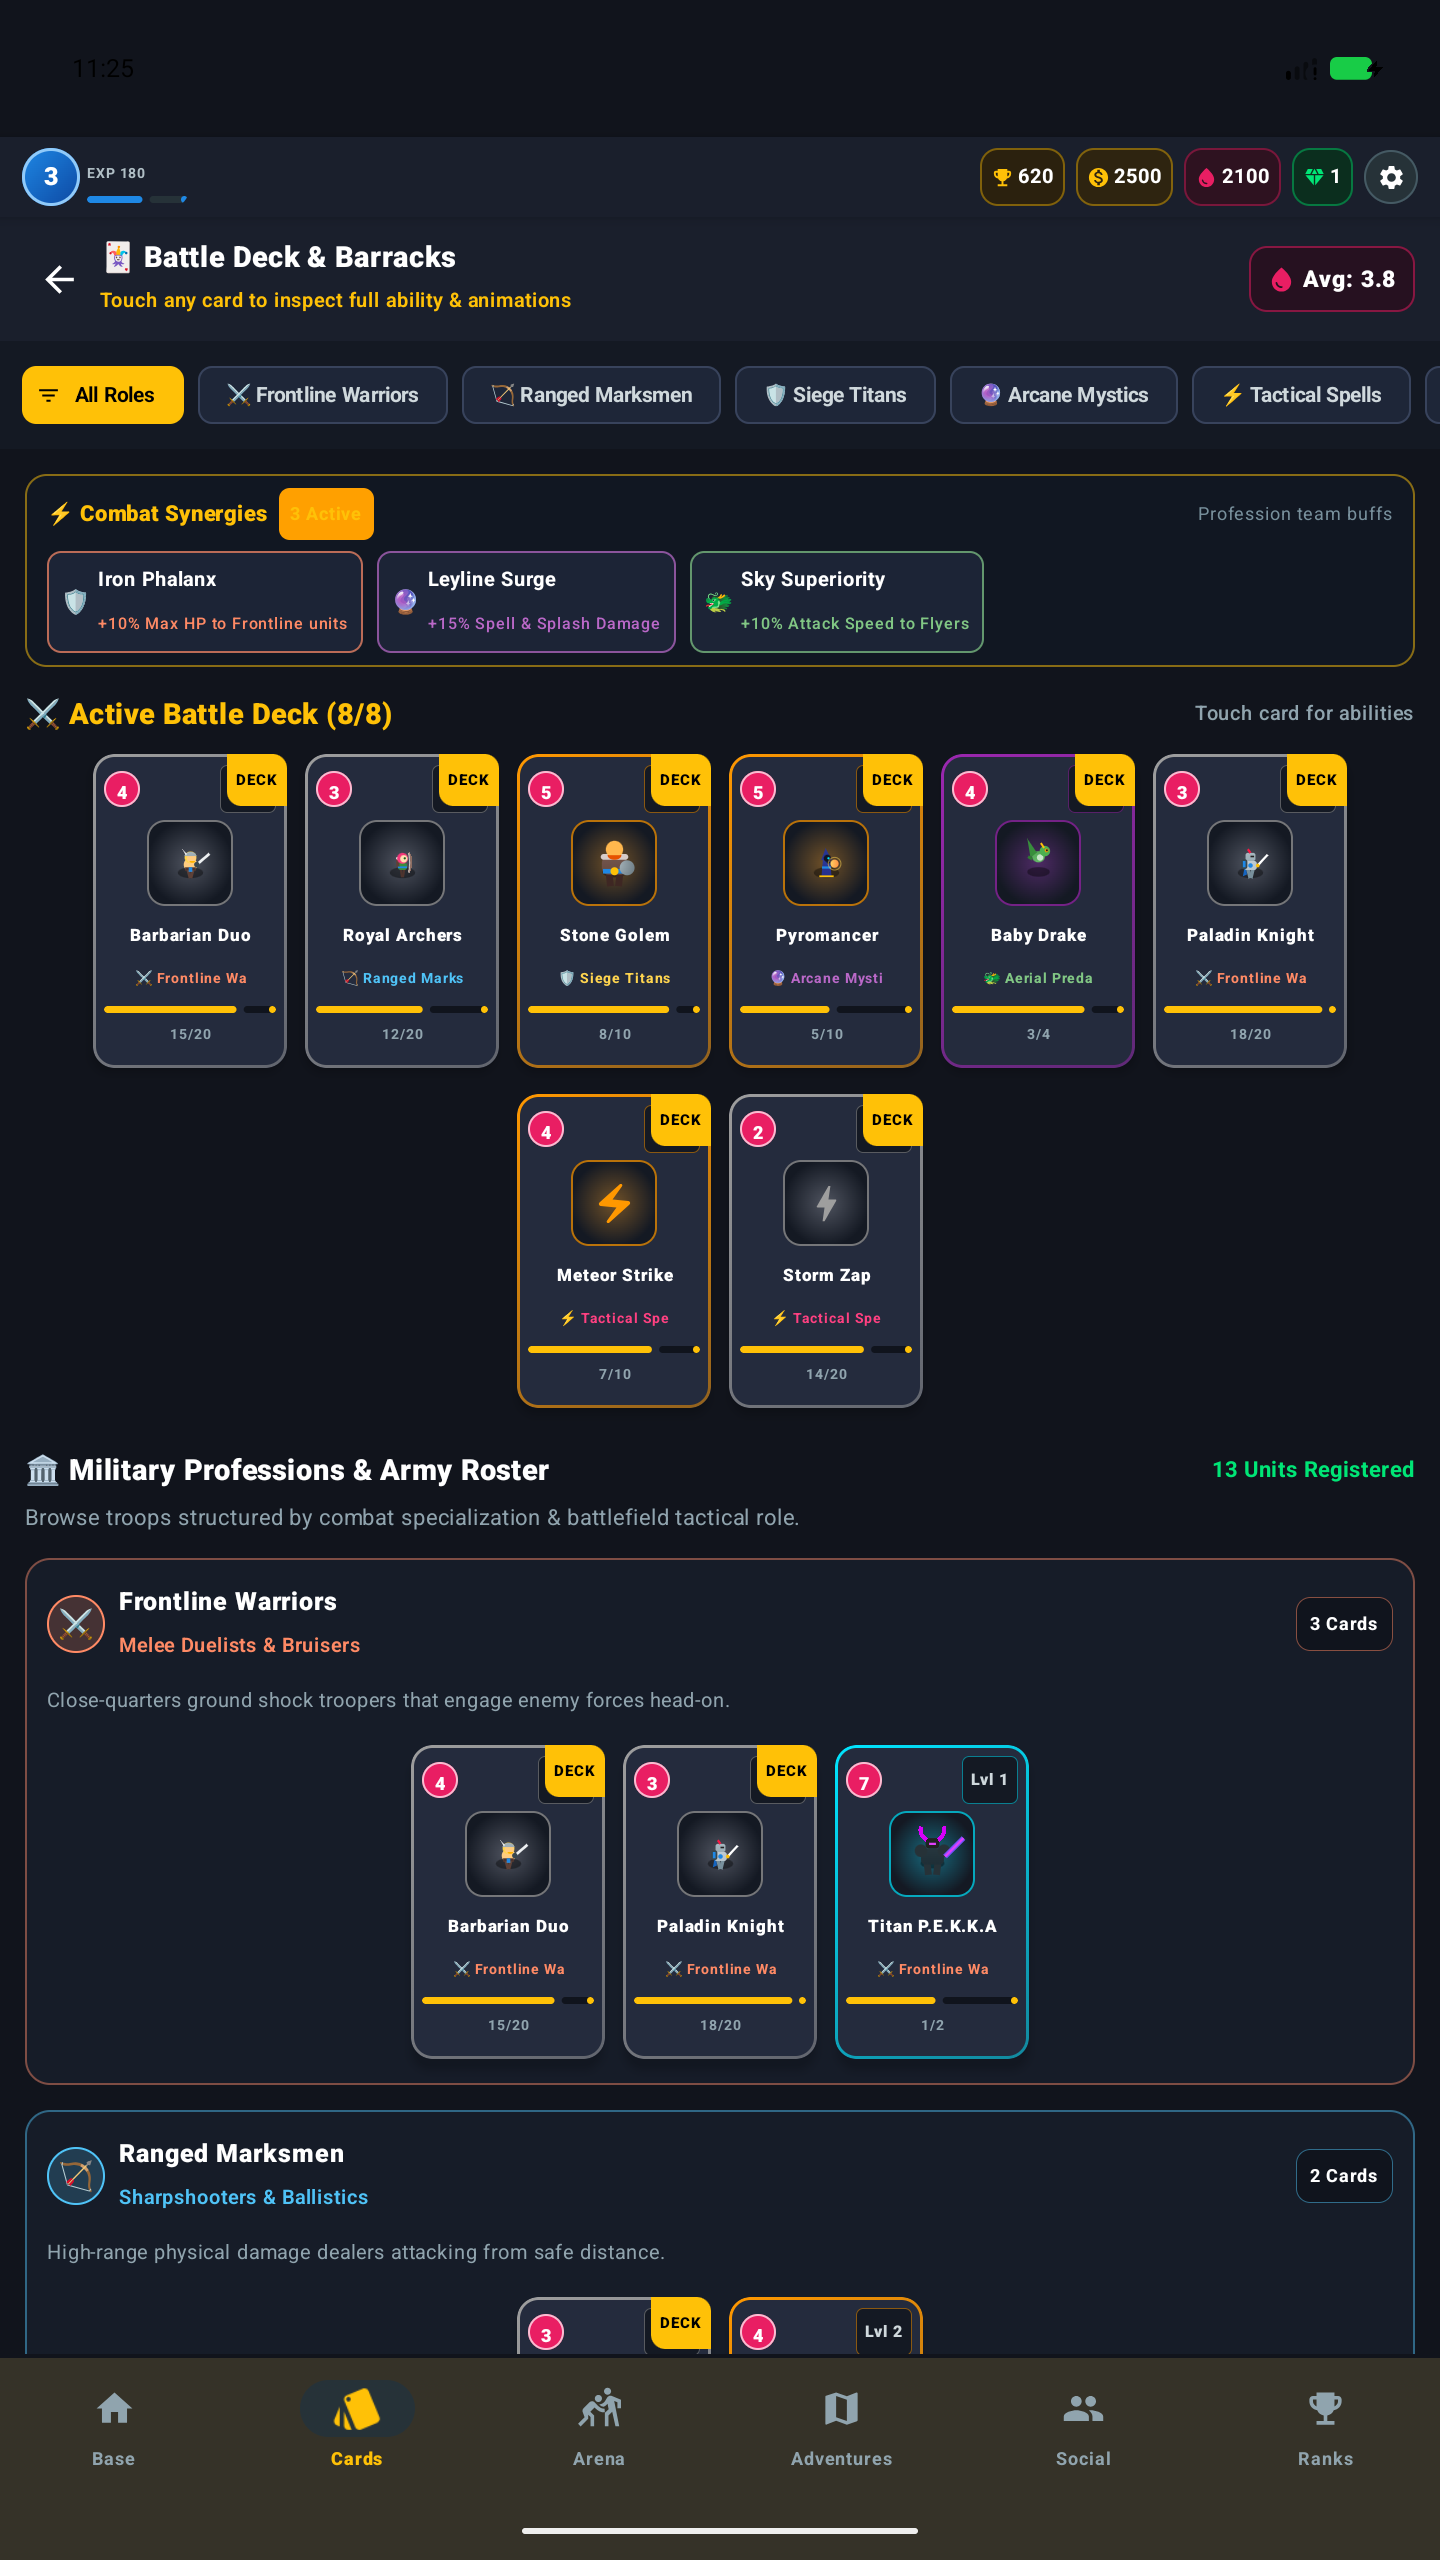 11:25
3
EXP 180
620
2500
2100
1
Battle Deck & Barracks
Touch any card to inspect full ability & animations
Avg: 3.8
All Roles
Frontline Warriors
Ranged Marksmen
Siege Titans
Arcane Mystics
Tactical Spells
Combat Synergies
3 Active
Profession team buffs
Iron Phalanx
+10% Max HP to Frontline units
Leyline Surge
+15% Spell & Splash Damage
Sky Superiority
+10% Attack Speed to Flyers
Active Battle Deck (8/8)
Touch card for abilities
4
DECK
Barbarian Duo
Frontline Wa
15/20
3
DECK
Royal Archers
Ranged Marks
12/20
5
DECK
Stone Golem
Siege Titans
8/10
5
DECK
Pyromancer
Arcane Mysti
5/10
4
DECK
Baby Drake
Aerial Preda
3/4
3
DECK
Paladin Knight
Frontline Wa
18/20
4
DECK
Meteor Strike
Tactical Spe
7/10
2
DECK
Storm Zap
Tactical Spe
14/20
Military Professions & Army Roster
13 Units Registered
Browse troops structured by combat specialization & battlefield tactical role.
Frontline Warriors
Melee Duelists & Bruisers
3 Cards
Close-quarters ground shock troopers that engage enemy forces head-on.
4
DECK
Barbarian Duo
Frontline Wa
15/20
3
DECK
Paladin Knight
Frontline Wa
18/20
7
Lvl 1
Titan P.E.K.K.A
Frontline Wa
1/2
Ranged Marksmen
Sharpshooters & Ballistics
2 Cards
High-range physical damage dealers attacking from safe distance.
3
DECK
4
Lvl 2
Base
Cards
Arena
Adventures
Social
Ranks